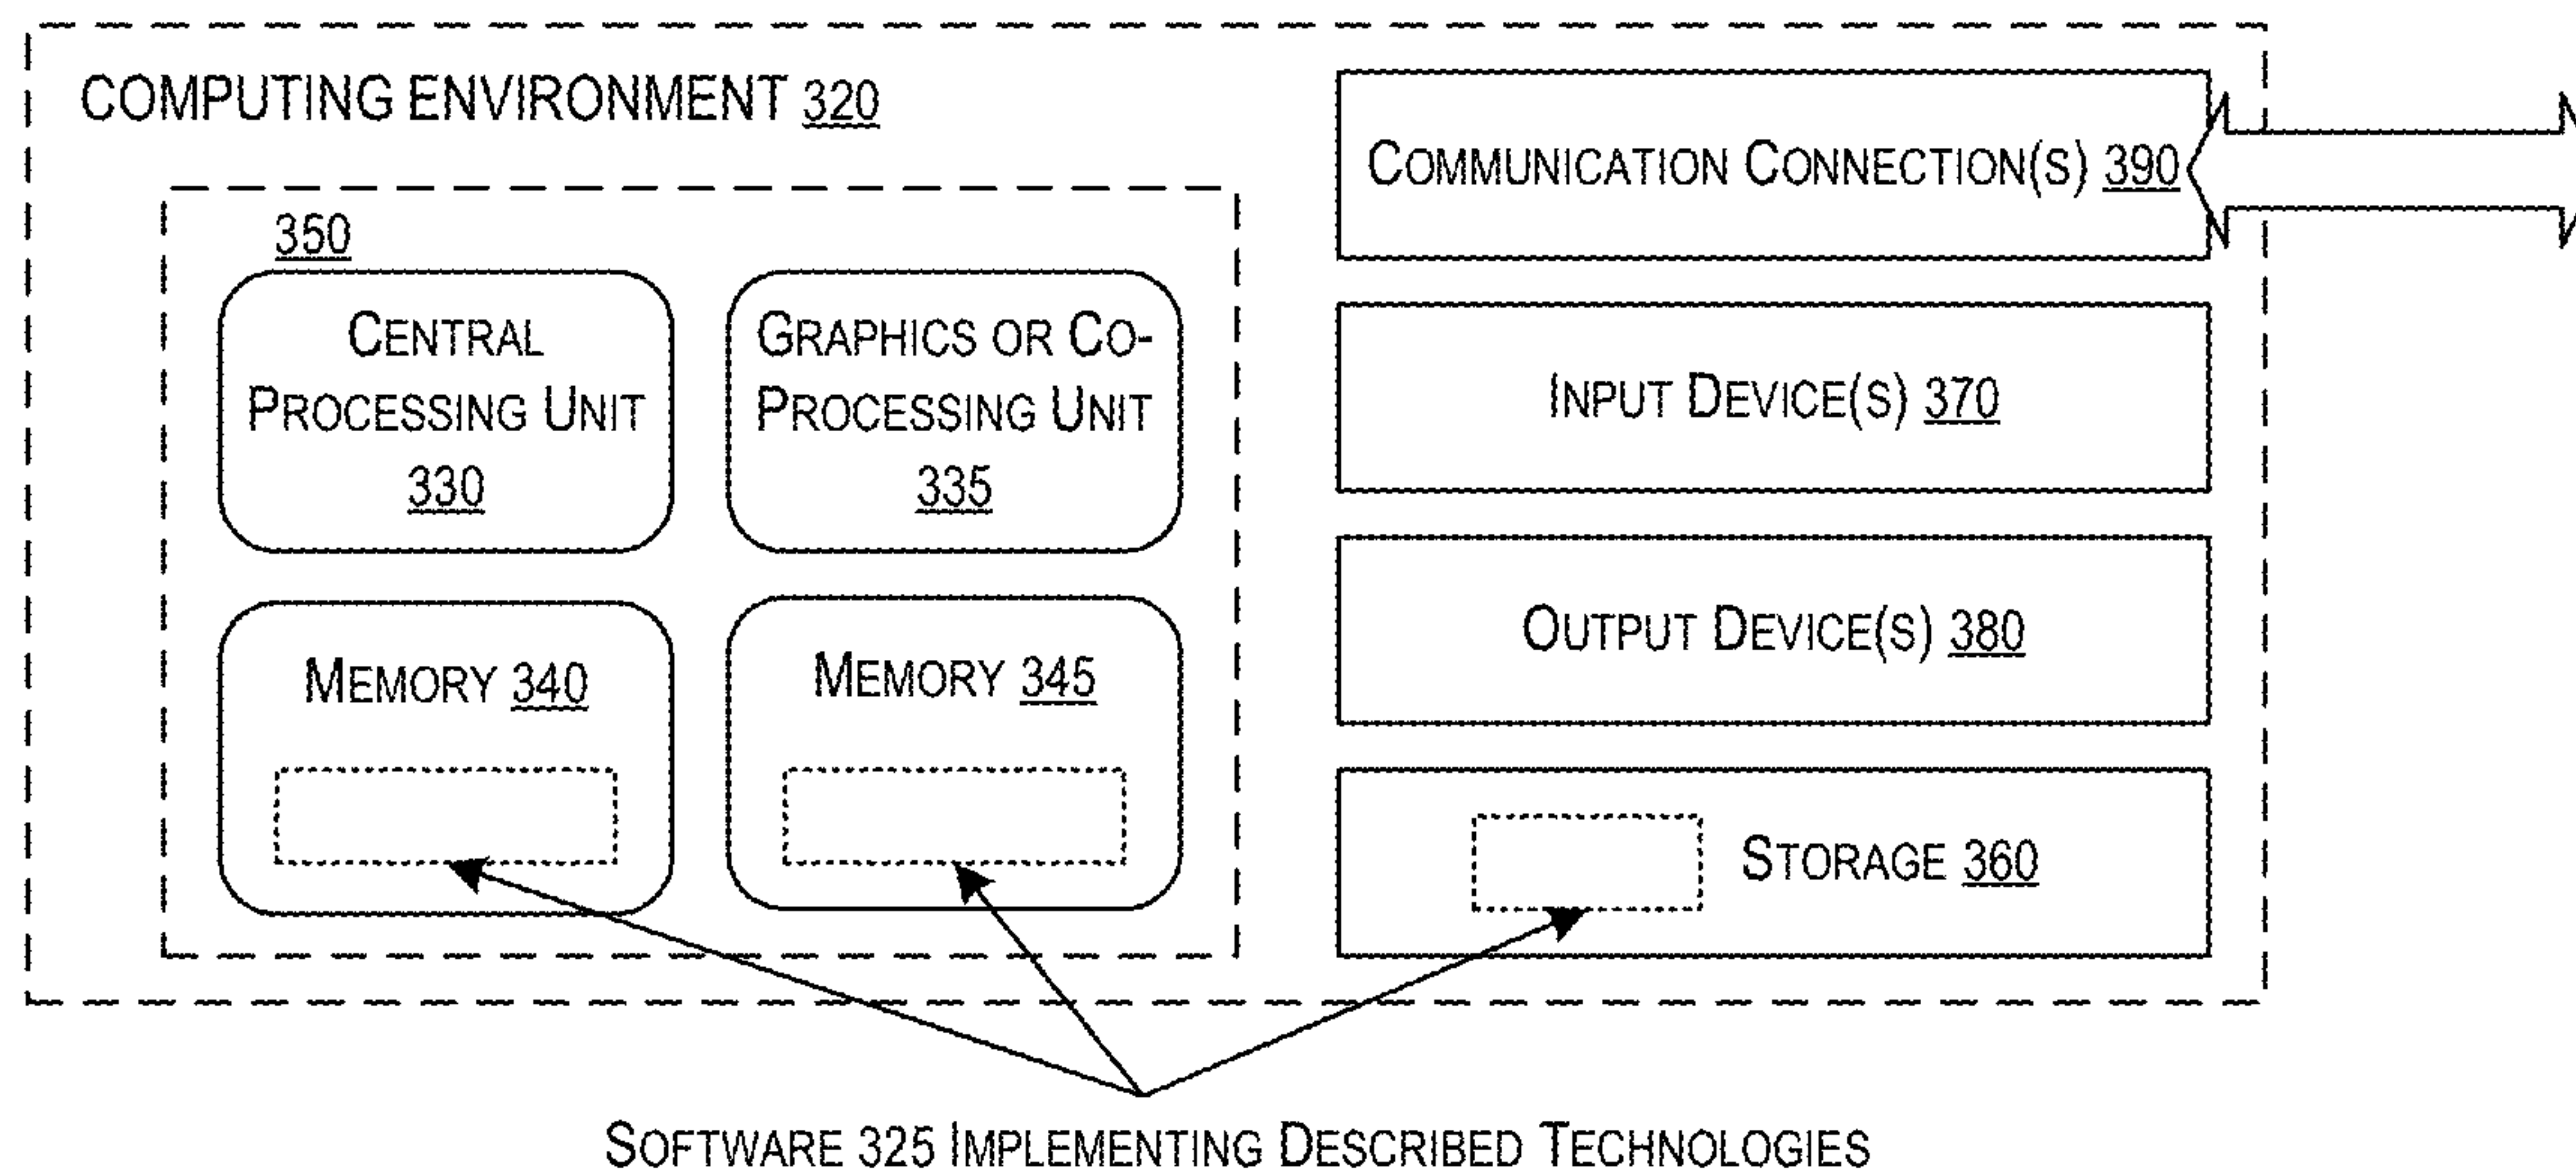 COMPUTING ENVIRONMENT 320
350
CENTRAL
PROCESSING UNIT
330
GRAPHICS OR CO-
PROCESSING UNIT
335
MEMORY 340
MEMORY 345
COMMUNICATION CONNECTION(S) 390
INPUT DEVICE(S) 370
OUTPUT DEVICE(S) 380
STORAGE 360
SOFTWARE 325 IMPLEMENTING DESCRIBED TECHNOLOGIES